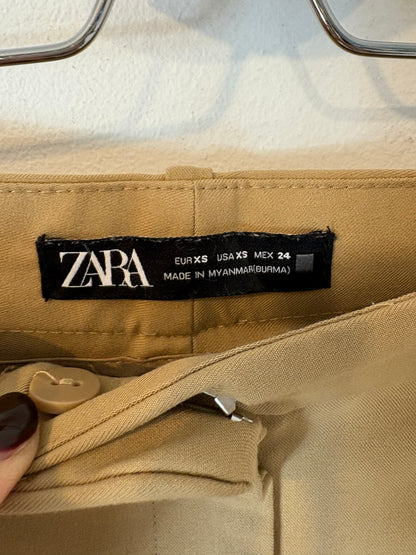 ZARA
EUR XS USA XS MEX 24
MADE IN MYANMAR(BURMA)